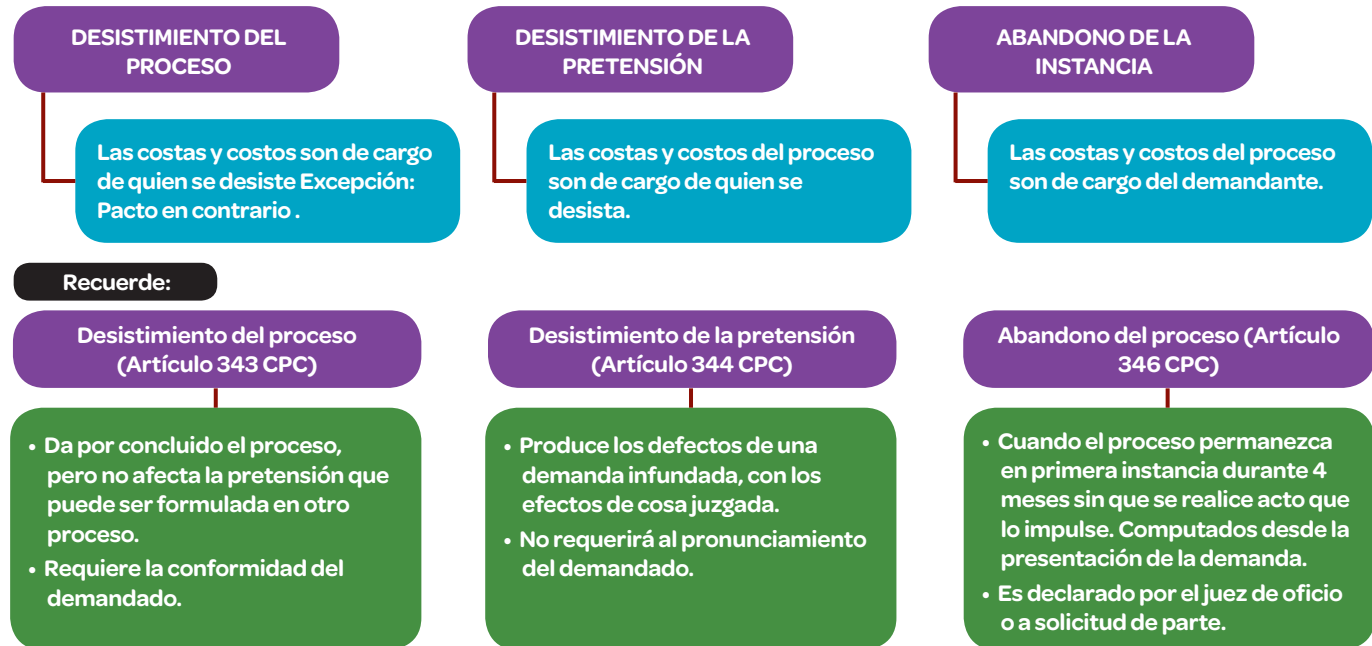 DESISTIMIENTO DEL
PROCESO
Las costas y costos son de cargo
de quien se desiste Excepción:
Pacto en contrario .
DESISTIMIENTO DE LA
PRETENSIÓN
Las costas y costos del proceso
son de cargo de quien se
desista.
ABANDONO DE LA
INSTANCIA
Las costas y costos del proceso
son de cargo del demandante.
Recuerde:
Desistimiento del proceso
(Artículo 343 CPC)
• Da por concluido el proceso,
pero no afecta la pretensión que
puede ser formulada en otro
proceso.
• Requiere la conformidad del
demandado.
Desistimiento de la pretensión
(Artículo 344 CPC)
• Produce los defectos de una
demanda infundada, con los
efectos de cosa juzgada.
• No requerirá al pronunciamiento
del demandado.
Abandono del proceso (Artículo
346 CPC)
• Cuando el proceso permanezca
en primera instancia durante 4
meses sin que se realice acto que
lo impulse. Computados desde la
presentación de la demanda.
• Es declarado por el juez de oficio
o a solicitud de parte.